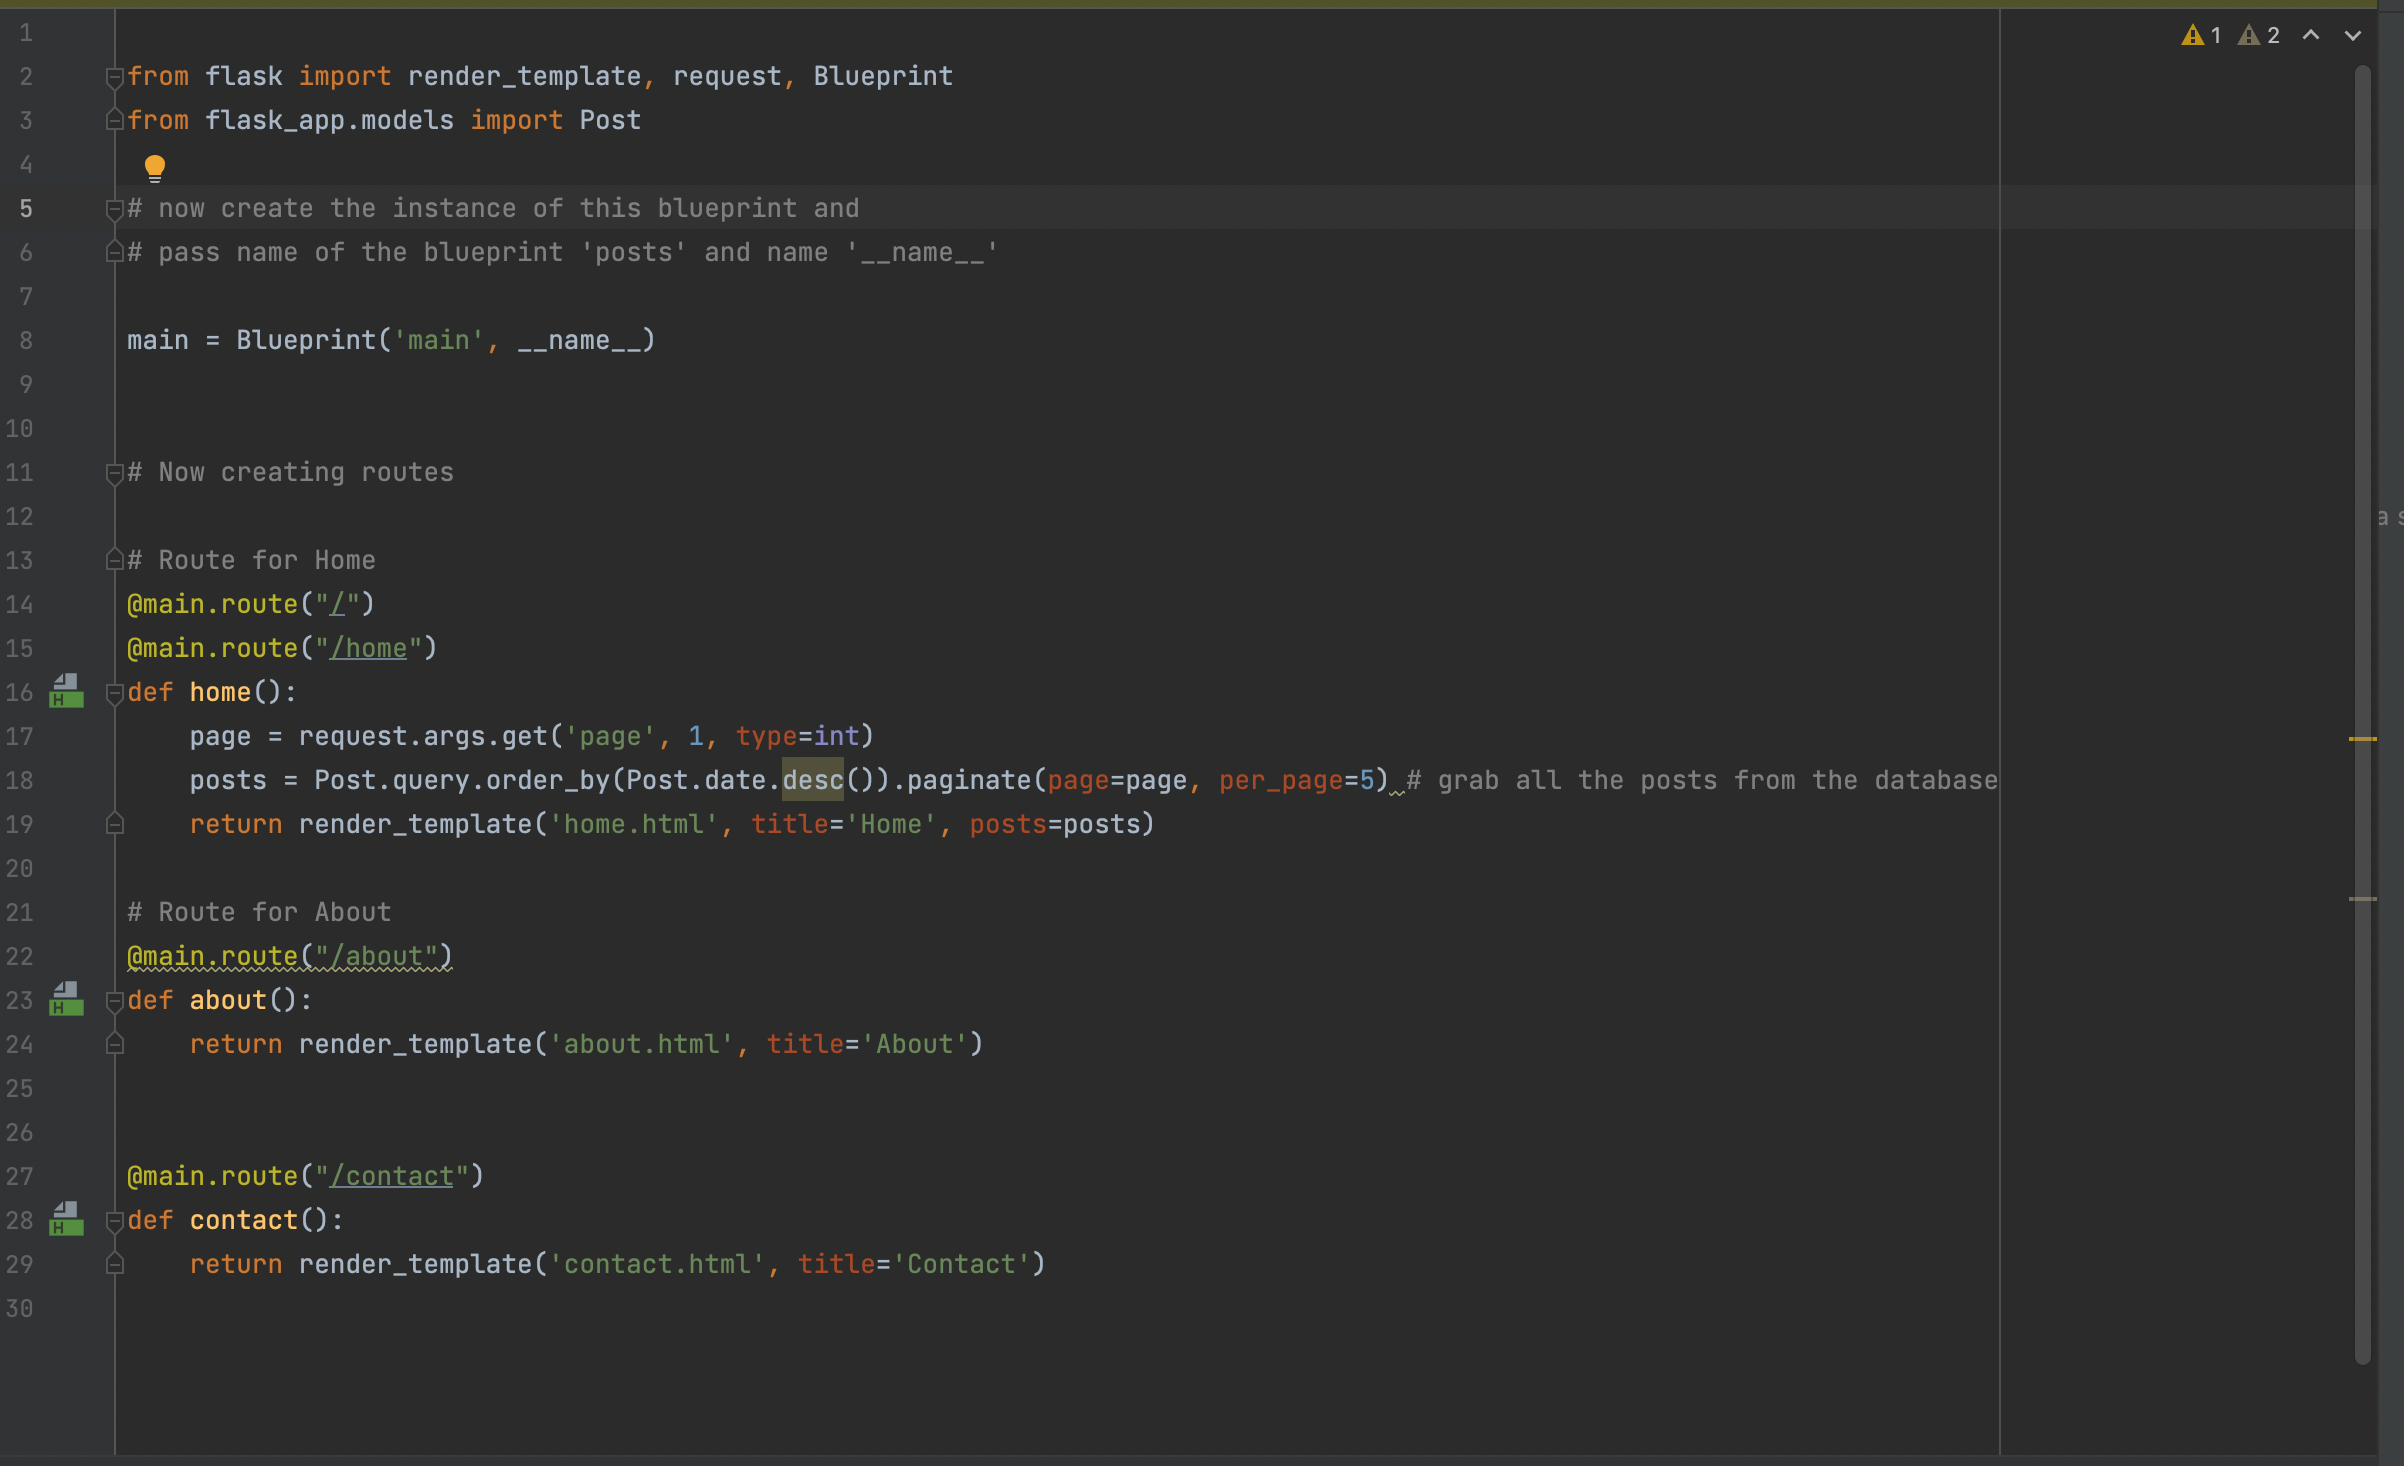 1
2 from flask import render_template, request, Blueprint
3 from flask_app.models import Post
4
5 # now create the instance of this blueprint and
6 # pass name of the blueprint 'posts' and name '__name__'
7
8 main = Blueprint('main', __name__)
9
10
11 # Now creating routes
12
13 # Route for Home
14 @main.route("/")
15 @main.route("/home")
16 def home():
17     page = request.args.get('page', 1, type=int)
18     posts = Post.query.order_by(Post.date.desc()).paginate(page=page, per_page=5) # grab all the posts from the database
19     return render_template('home.html', title='Home', posts=posts)
20
21 # Route for About
22 @main.route("/about")
23 def about():
24     return render_template('about.html', title='About')
25
26
27 @main.route("/contact")
28 def contact():
29     return render_template('contact.html', title='Contact')
30
1 2